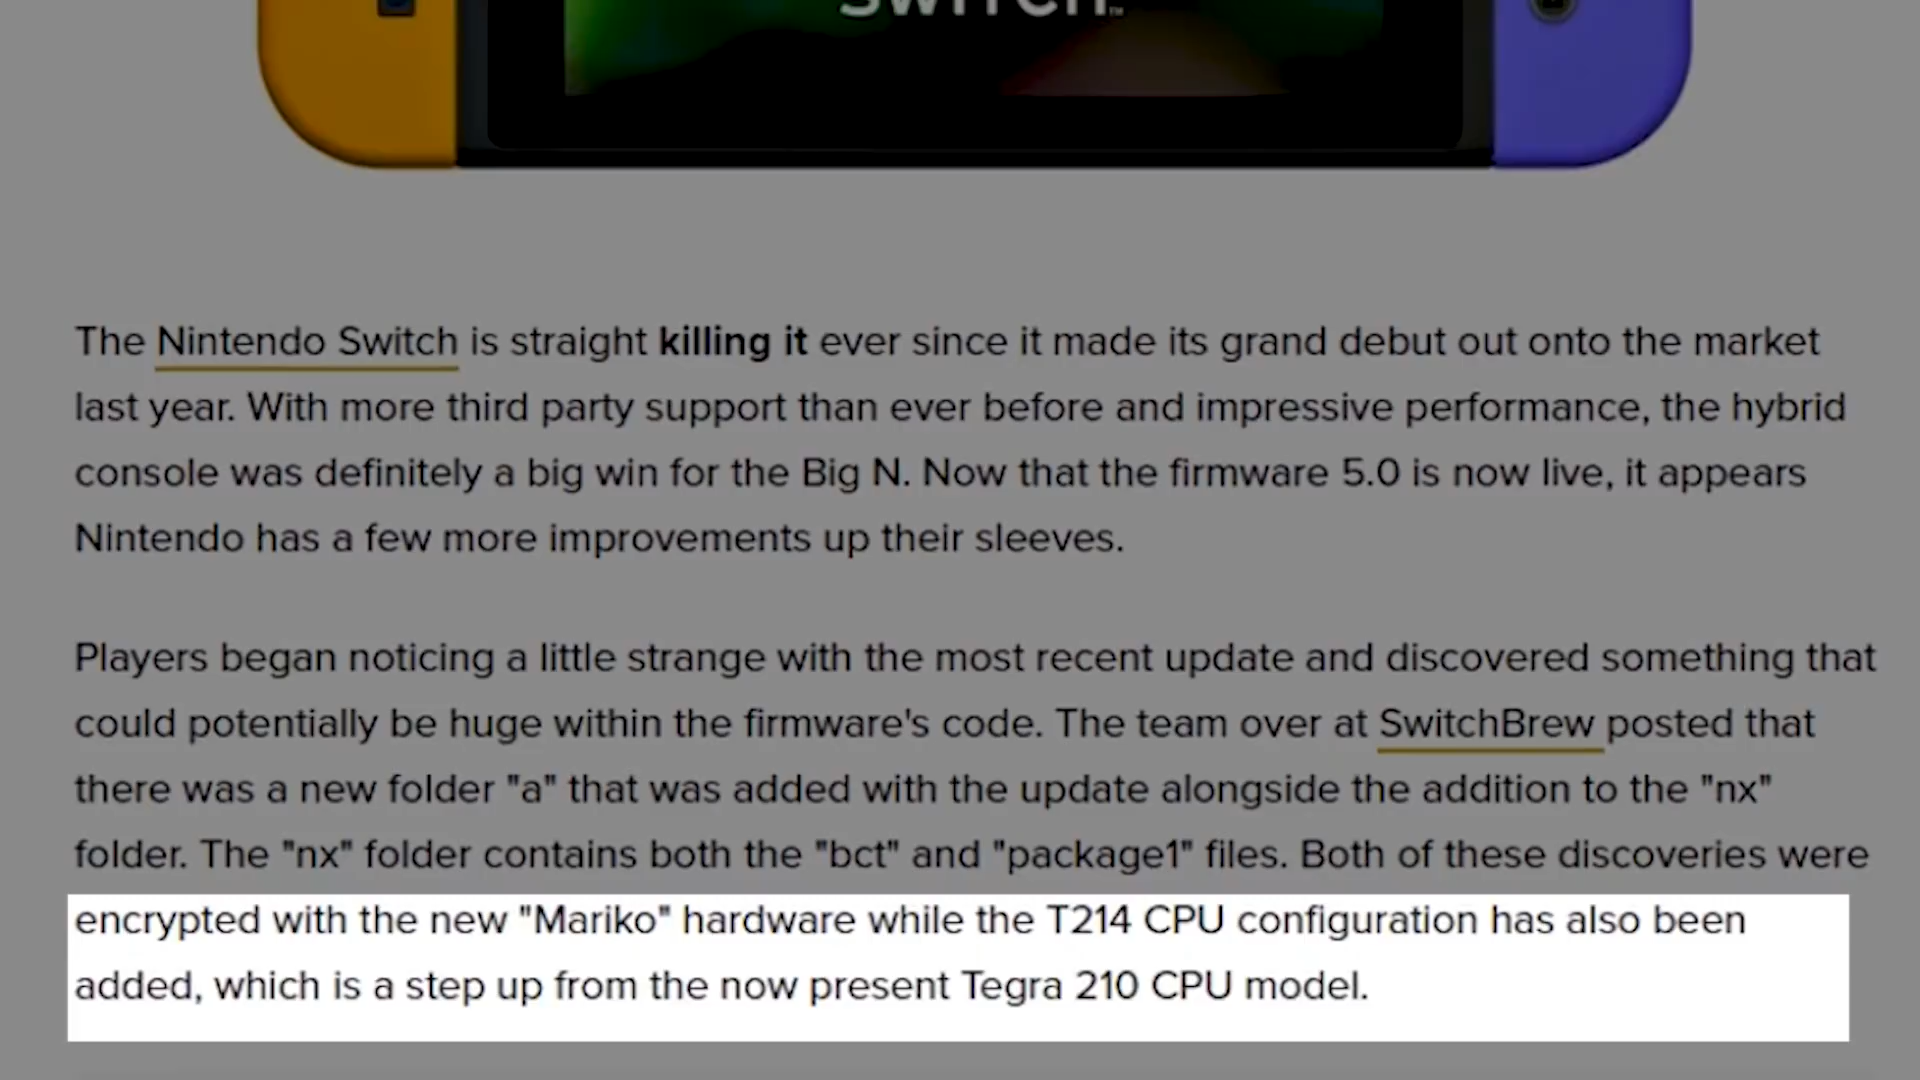 SWITCH
The Nintendo Switch is straight killing it ever since it made its grand debut out onto the market
last year. With more third party support than ever before and impressive performance, the hybrid
console was definitely a big win for the Big N. Now that the firmware 5.0 is now live, it appears
Nintendo has a few more improvements up their sleeves.
Players began noticing a little strange with the most recent update and discovered something that
could potentially be huge within the firmware's code. The team over at SwitchBrew posted that
there was a new folder "a" that was added with the update alongside the addition to the "nx"
folder. The "nx" folder contains both the "bct" and "package1" files. Both of these discoveries were
encrypted with the new "Mariko" hardware while the T214 CPU configuration has also been
added, which is a step up from the now present Tegra 210 CPU model.